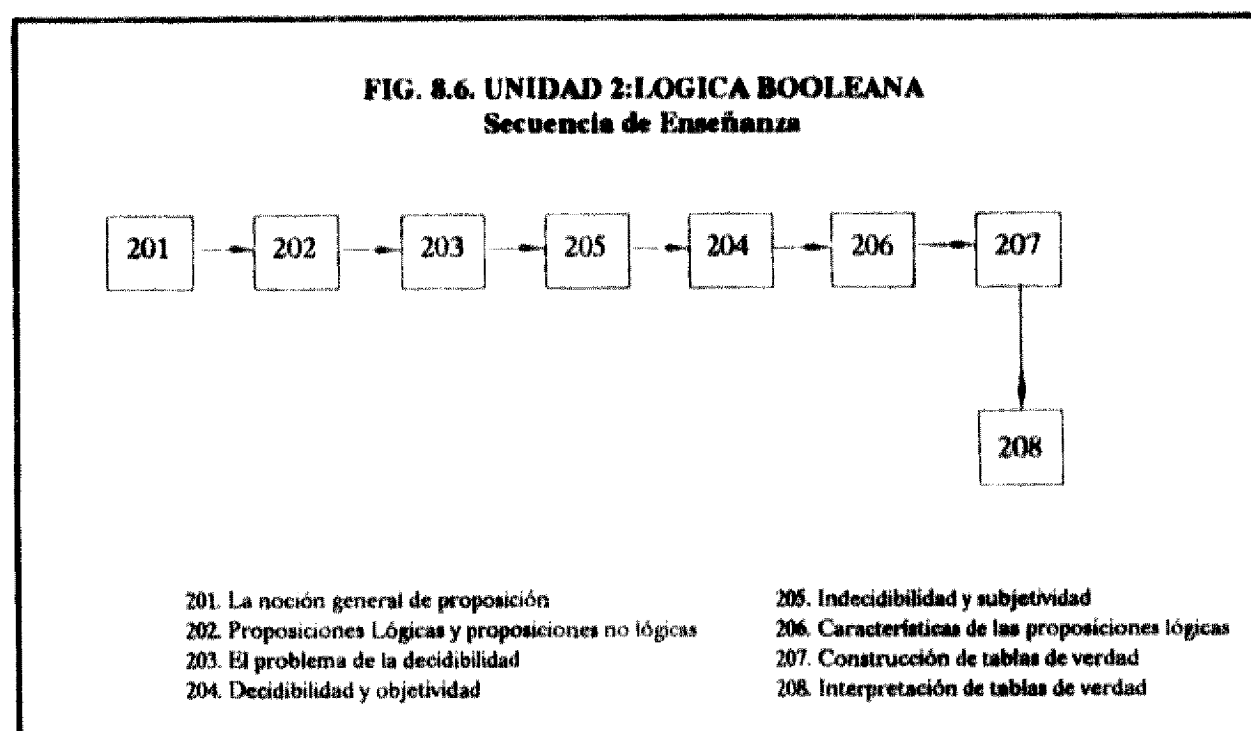 FIG. 8.6. UNIDAD 2:LOGICA BOOLEANA
Secuencia de Enseñanza
201 202 203 205 204 206 207
208
201. La noción general de proposición
202. Proposiciones Lógicas y proposiciones no lógicas
203. El problema de la decidibilidad
204. Decidibilidad y objetividad
205. Indecidibilidad y subjetividad
206. Características de las proposiciones lógicas
207. Construcción de tablas de verdad
208. Interpretación de tablas de verdad